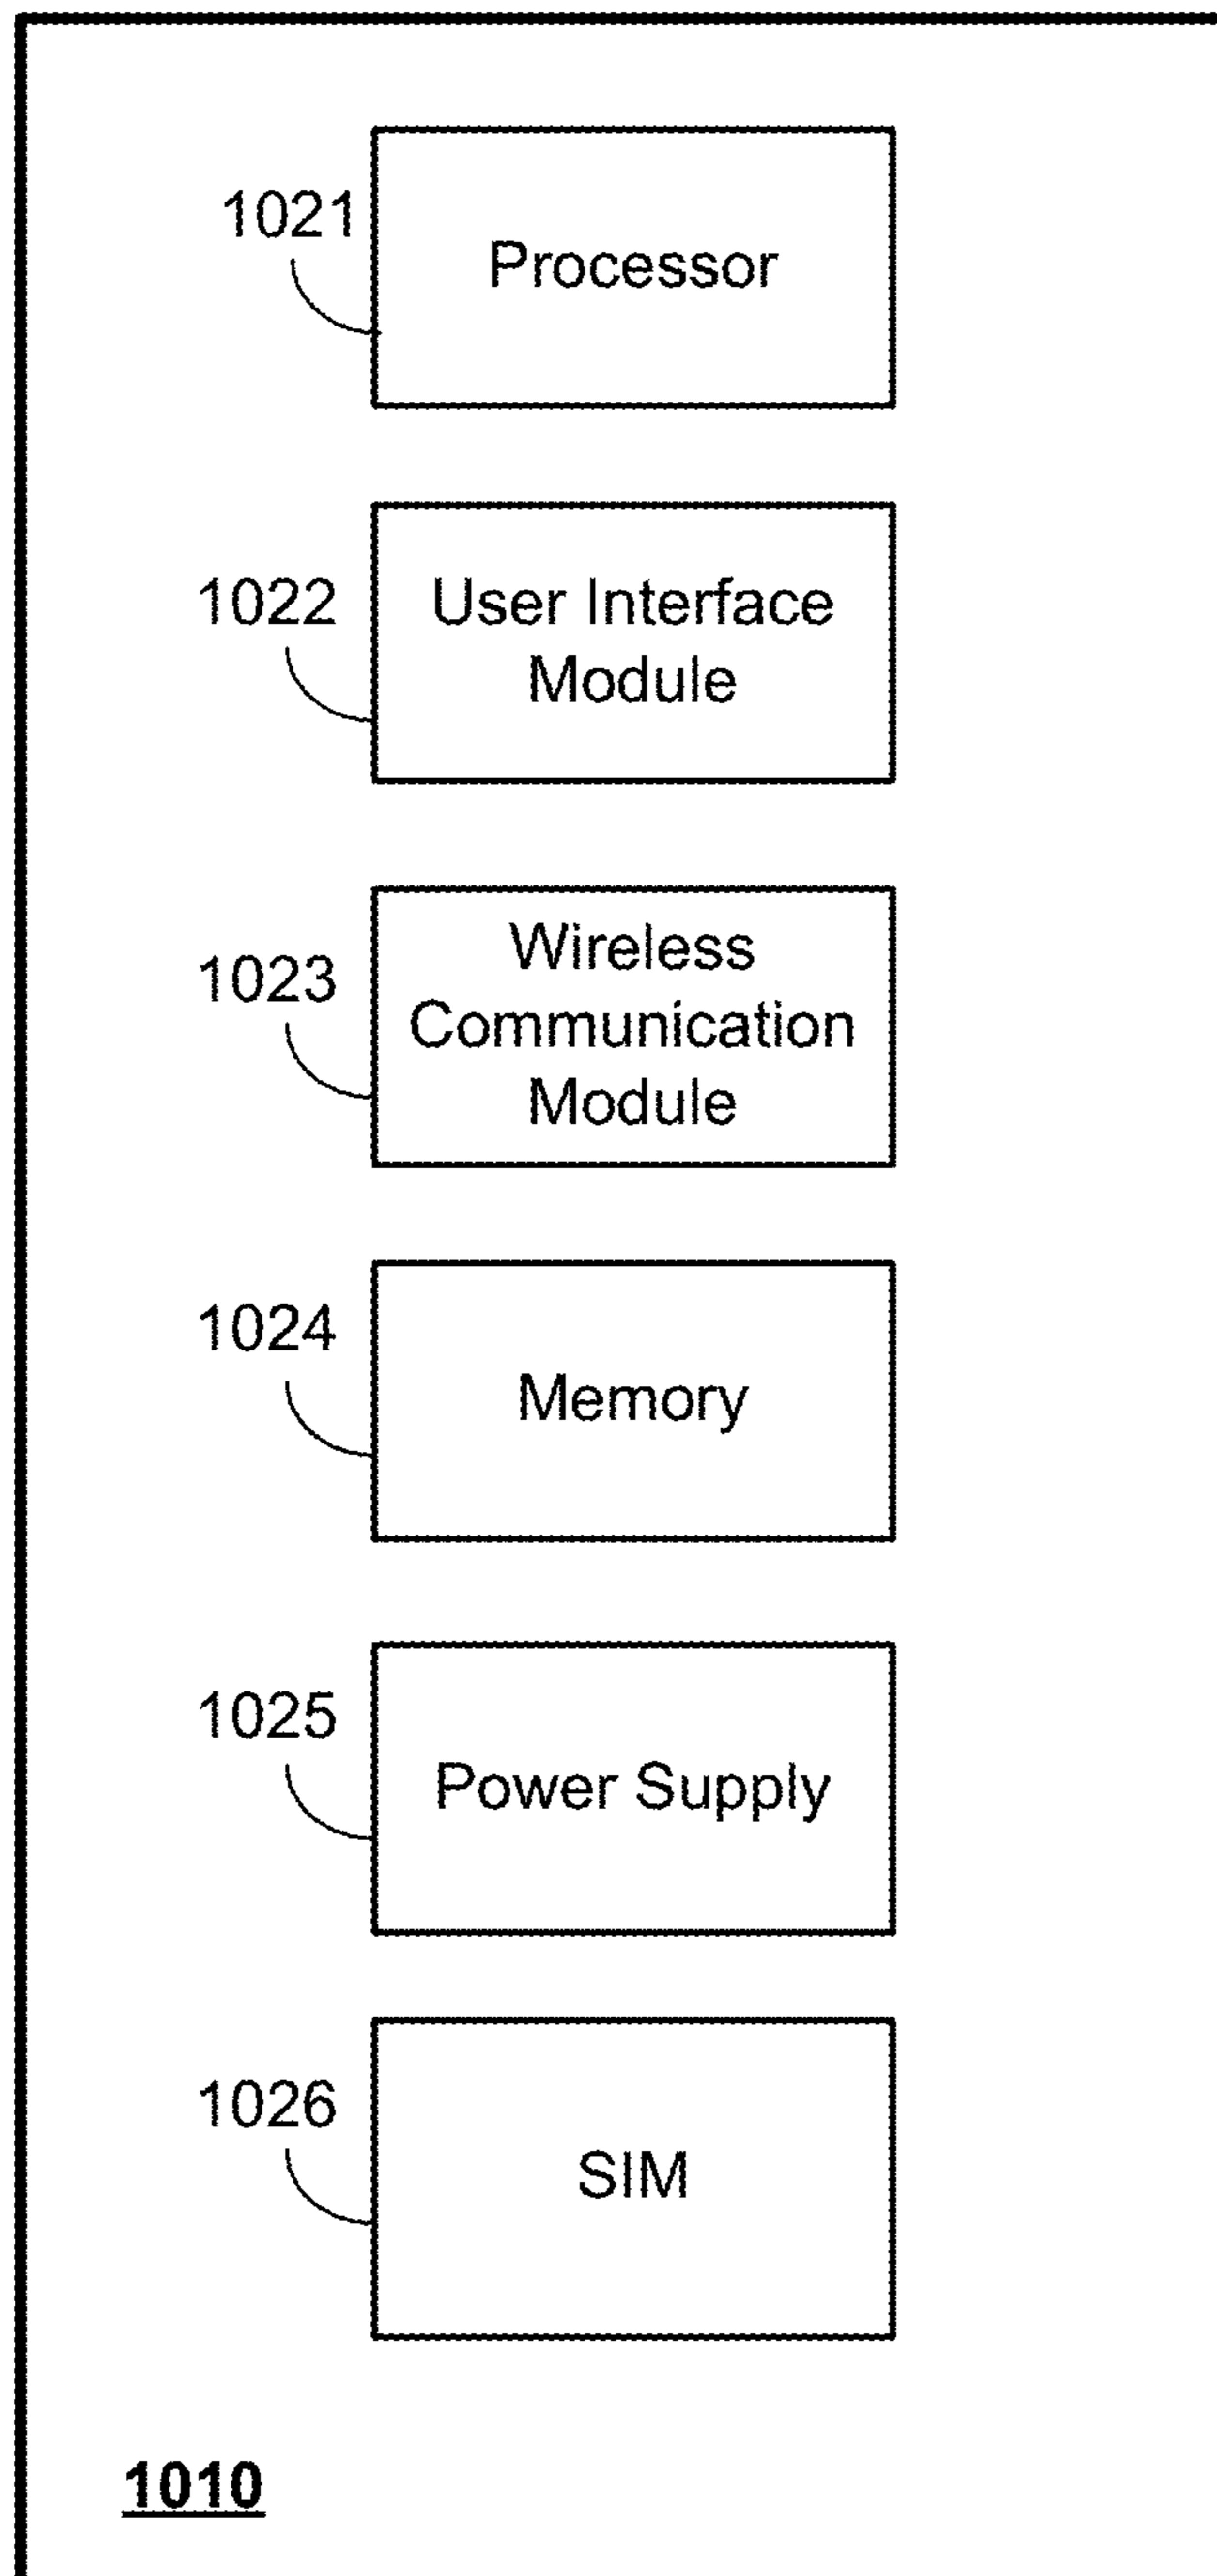 1021
Processor
1022
User Interface
Module
1023
Wireless
Communication
Module
1024
Memory
1025
Power Supply
1026
SIM
1010